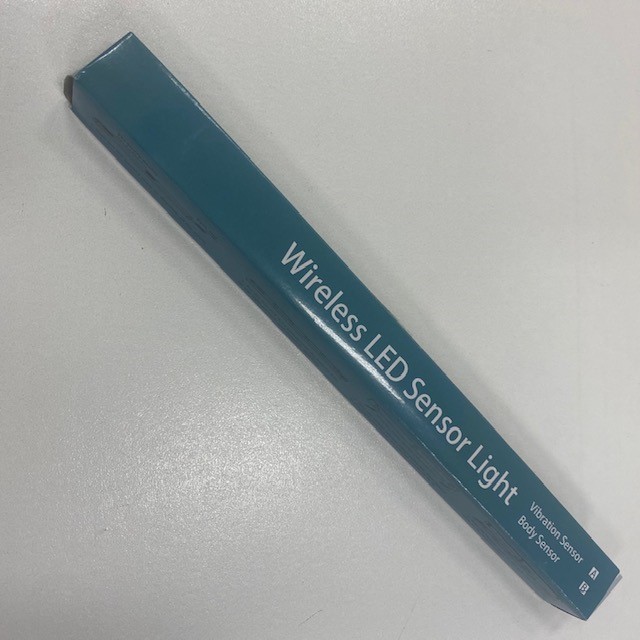 Wireless LED Sensor Light
Vibration Sensor A
Body Sensor B